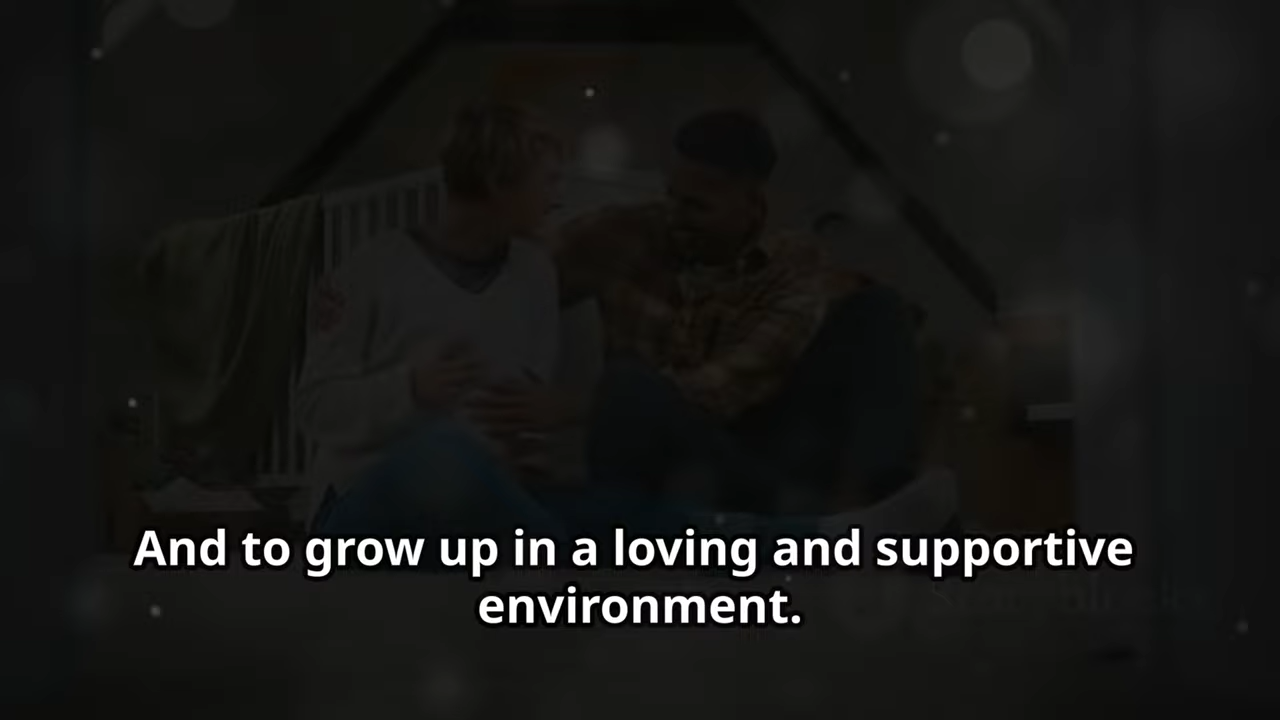 And to grow up in a loving and supportive
environment.